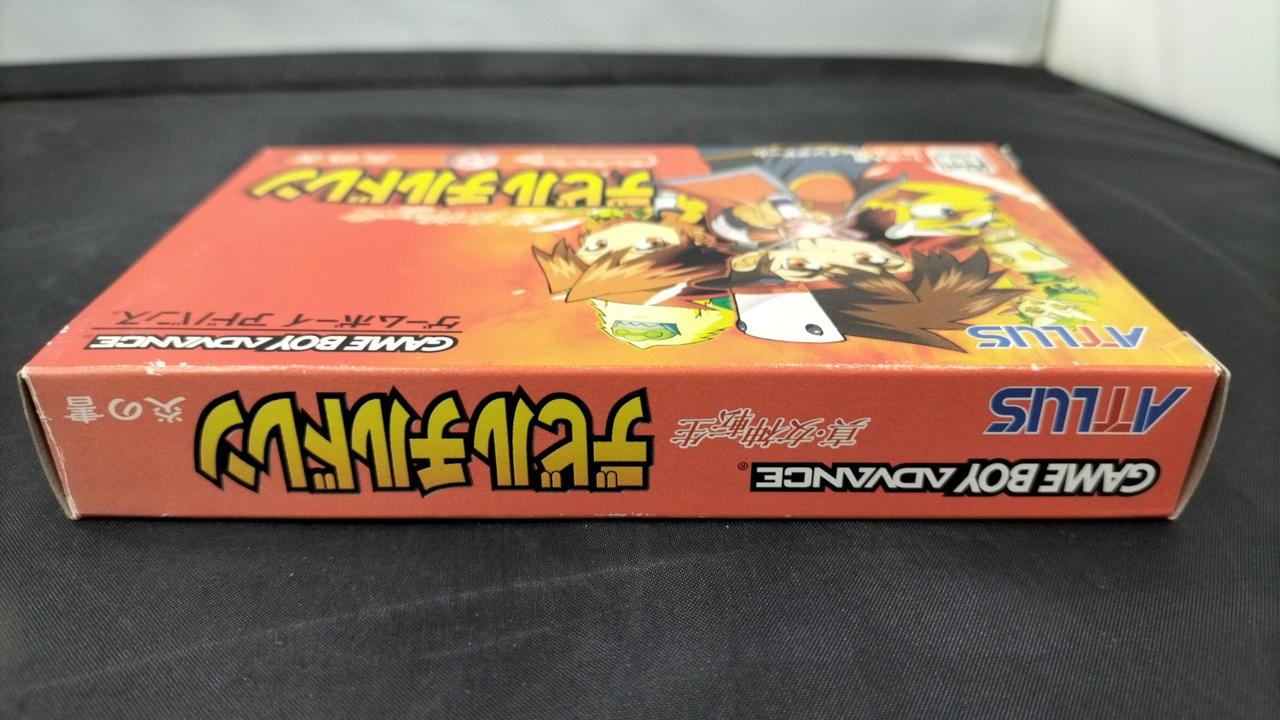 GAME BOY ADVANCE
ゲームボーイアドバンス
デビルチルドレン
ATLUS
GAME BOY ADVANCE®
ATLUS
真・女神転生
デビルチルドレン
炎の書